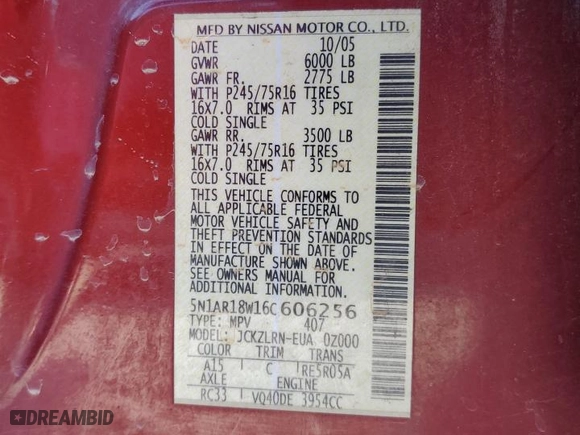 MFD BY NISSAN MOTOR CO., LTD.
DATE 10/05
GVWR 6000 LB
GAWR FR. 2775 LB
WITH P245/75R16 TIRES
16X7.0 RIMS AT 35 PSI
COLD SINGLE
GAWR RR. 3500 LB
WITH P245/75R16 TIRES
16X7.0 RIMS AT 35 PSI
COLD SINGLE
THIS VEHICLE CONFORMS TO
ALL APPLICABLE FEDERAL
MOTOR VEHICLE SAFETY AND
THEFT PREVENTION STANDARDS
IN EFFECT ON THE DATE OF
MANUFACTURE SHOWN ABOVE.
SEE OWNERS MANUAL FOR
ADDITIONAL INFORMATION.
5N1AR18W16C606256
TYPE: MPV 407
MODEL: JCKZLRN-EUA 0Z000
COLOR TRIM TRANS
A15 C RE5R05A
AXLE ENGINE
RC33 VQ40DE 3954CC
DREAMBID